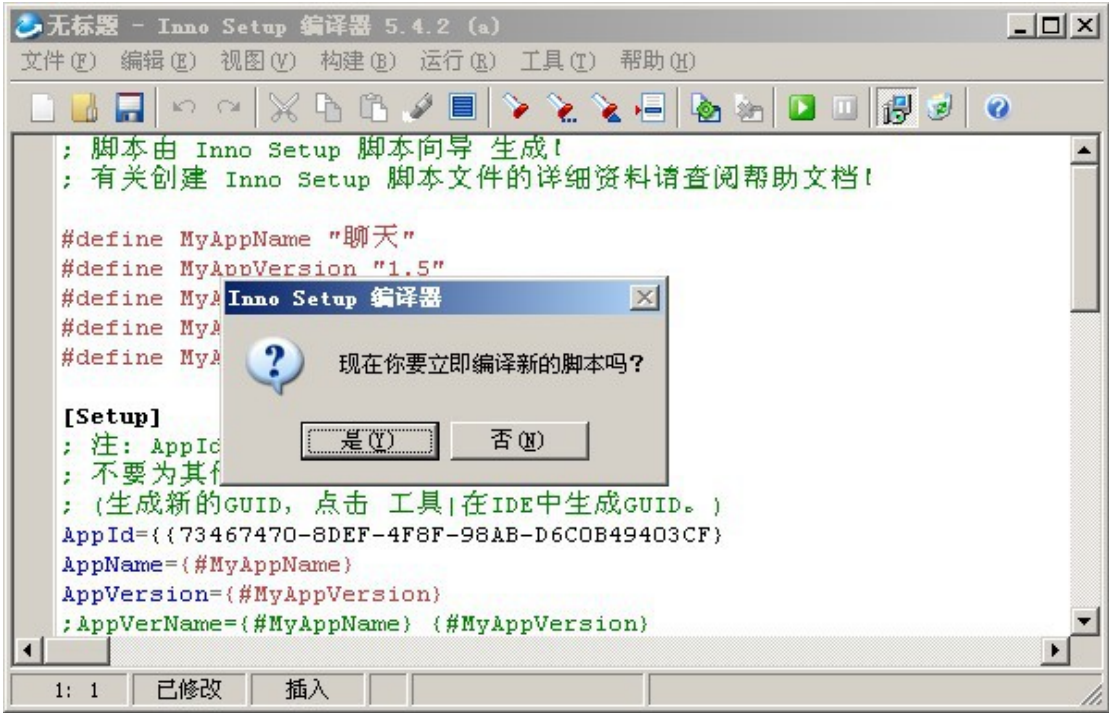 无标题 - Inno Setup 编译器 5.4.2 (a)
文件(F) 编辑(E) 视图(V) 构建(B) 运行(R) 工具(T) 帮助(H)
; 脚本由 Inno Setup 脚本向导 生成!
; 有关创建 Inno Setup 脚本文件的详细资料请查阅帮助文档!
#define MyAppName "聊天"
#define MyAppVersion "1.5"
#define MyA
#define MyA
#define MyA
Inno Setup 编译器
现在你要立即编译新的脚本吗?
是(Y) 否(N)
[Setup]
; 注: AppId
; 不要为其他
; (生成新的GUID, 点击 工具|在IDE中生成GUID。)
AppId={{73467470-8DEF-4F8F-98AB-D6C0B49403CF}
AppName={#MyAppName}
AppVersion={#MyAppVersion}
;AppVerName={#MyAppName} {#MyAppVersion}
1: 1 已修改 插入